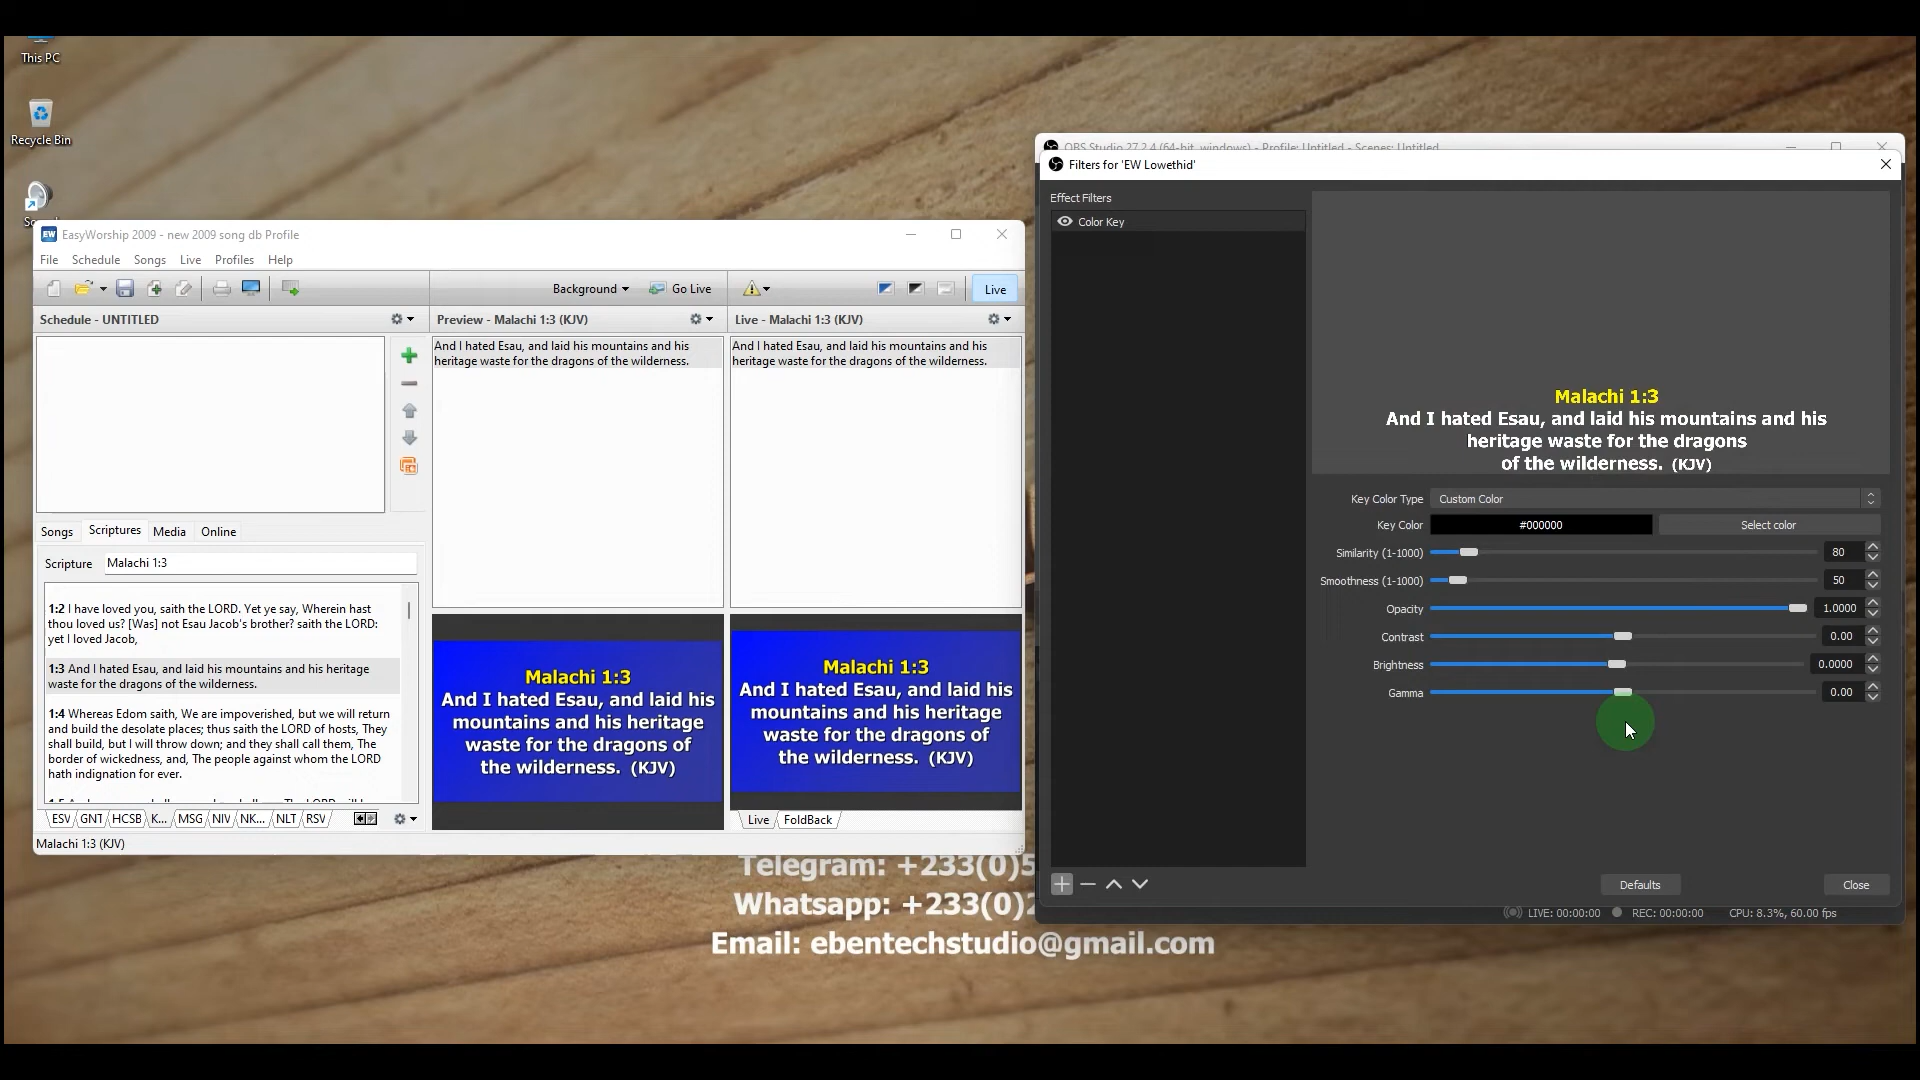 This PC
Recycle Bin
EasyWorship 2009 - new 2009 song db Profile
File Schedule Songs Live Profiles Help
Background Go Live Live
Schedule - UNTITLED
Preview - Malachi 1:3 (KJV)
Live - Malachi 1:3 (KJV)
And I hated Esau, and laid his mountains and his
heritage waste for the dragons of the wilderness.
And I hated Esau, and laid his mountains and his
heritage waste for the dragons of the wilderness.
Songs Scriptures Media Online
Scripture Malachi 1:3
1:2 I have loved you, saith the LORD. Yet ye say, Wherein hast
thou loved us? [Was] not Esau Jacob's brother? saith the LORD:
yet I loved Jacob,
1:3 And I hated Esau, and laid his mountains and his heritage
waste for the dragons of the wilderness.
1:4 Whereas Edom saith, We are impoverished, but we will return
and build the desolate places; thus saith the LORD of hosts, They
shall build, but I will throw down; and they shall call them, The
border of wickedness, and, The people against whom the LORD
hath indignation for ever.
ESV GNT HCSB K... MSG NIV NK... NLT RSV
Malachi 1:3 (KJV)
Malachi 1:3
And I hated Esau, and laid his
mountains and his heritage
waste for the dragons of
the wilderness. (KJV)
Malachi 1:3
And I hated Esau, and laid his
mountains and his heritage
waste for the dragons of
the wilderness. (KJV)
Live FoldBack
OBS Studio 27.2.4 (64-bit, windows) - Profile: Untitled - Scenes: Untitled
Filters for 'EW Lowethid'
Effect Filters
Color Key
Malachi 1:3
And I hated Esau, and laid his mountains and his
heritage waste for the dragons
of the wilderness. (KJV)
Key Color Type Custom Color
Key Color #000000 Select color
Similarity (1-1000) 80
Smoothness (1-1000) 50
Opacity 1.0000
Contrast 0.00
Brightness 0.0000
Gamma 0.00
Defaults Close
LIVE: 00:00:00 REC: 00:00:00 CPU: 8.3%, 60.00 fps
Telegram: +233(0)5
Whatsapp: +233(0)2
Email: ebentechstudio@gmail.com